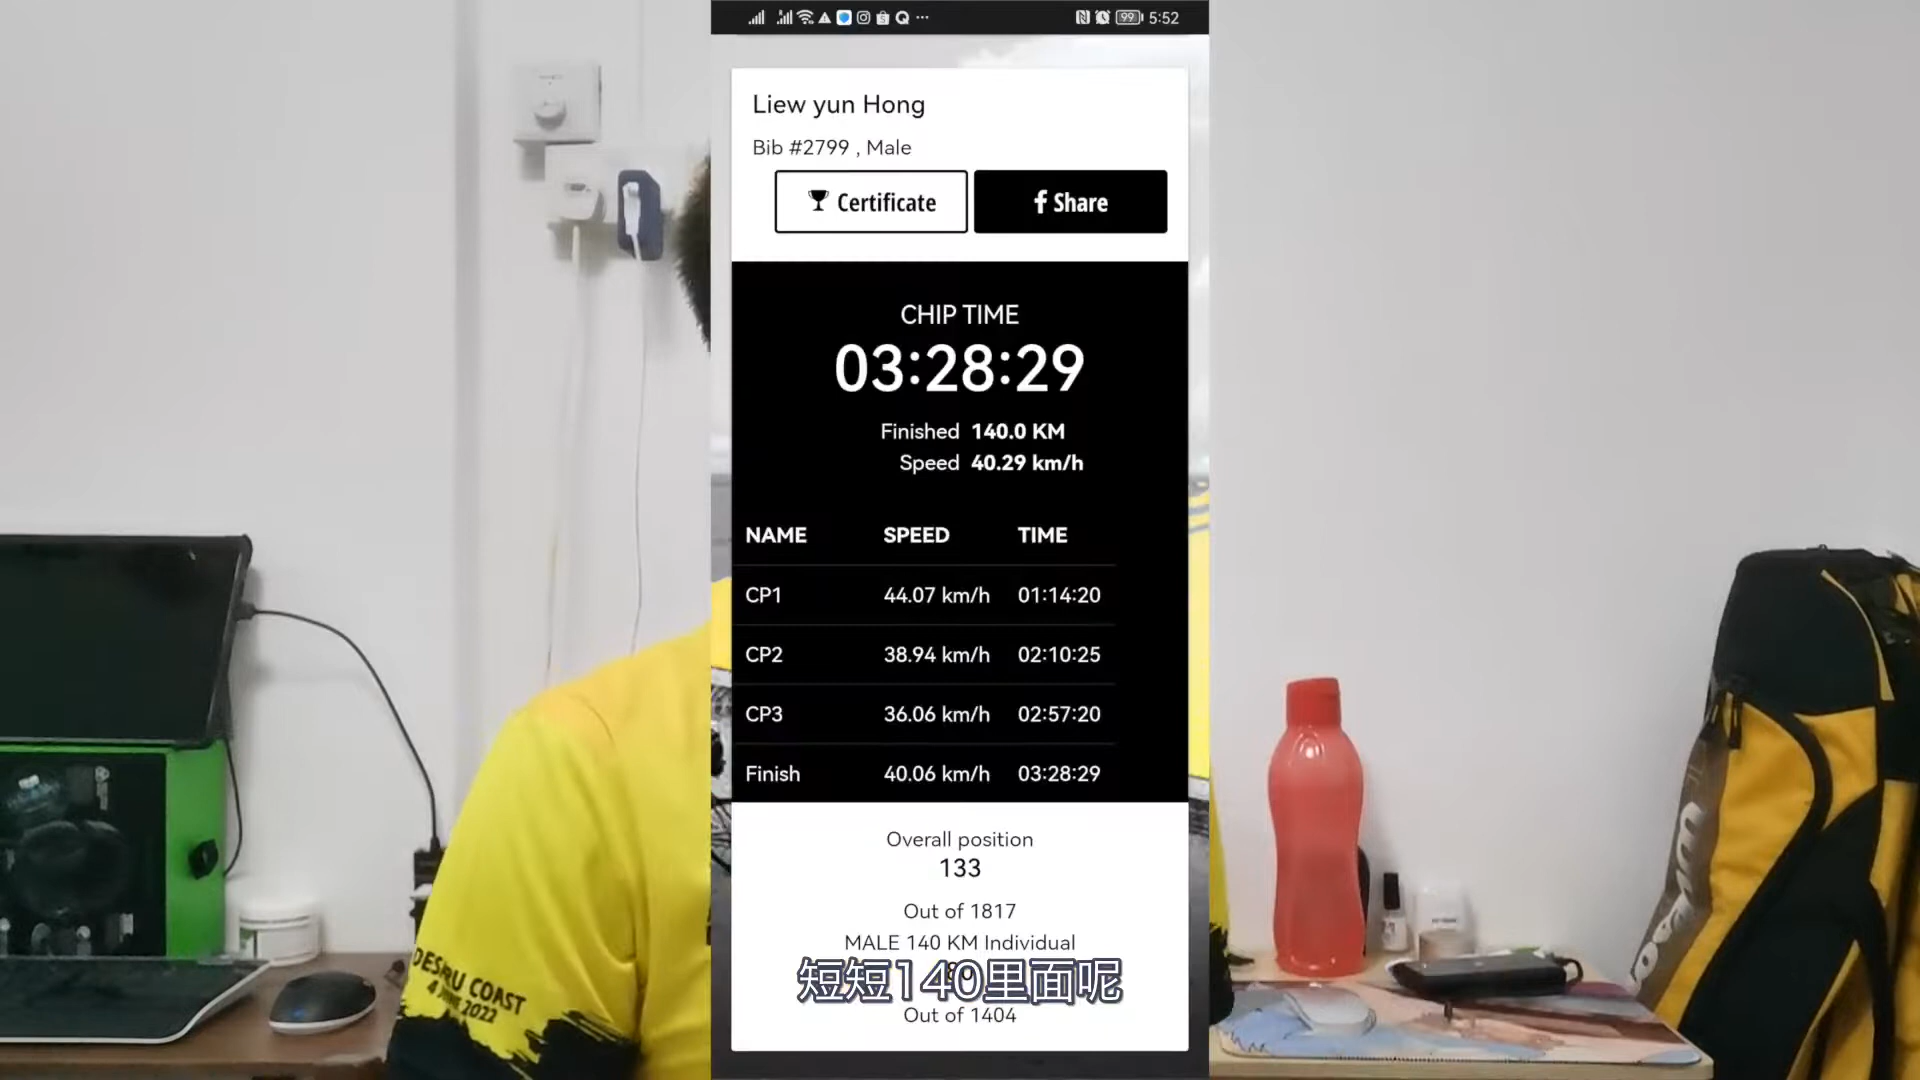 99 5:52
Liew yun Hong
Bib #2799 , Male
Certificate
Share
CHIP TIME
03:28:29
Finished 140.0 KM
Speed 40.29 km/h
NAME SPEED TIME
CP1 44.07 km/h 01:14:20
CP2 38.94 km/h 02:10:25
CP3 36.06 km/h 02:57:20
Finish 40.06 km/h 03:28:29
Overall position
133
Out of 1817
MALE 140 KM Individual
短短140里面呢
Out of 1404
DESARU COAST
4 JUNE 2022